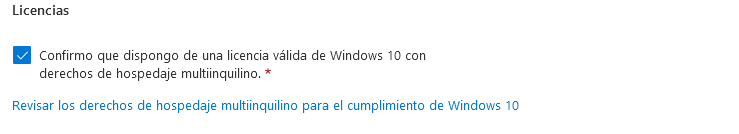 Licencias
Confirmo que dispongo de una licencia válida de Windows 10 con
derechos de hospedaje multiinquilino. *
Revisar los derechos de hospedaje multiinquilino para el cumplimiento de Windows 10